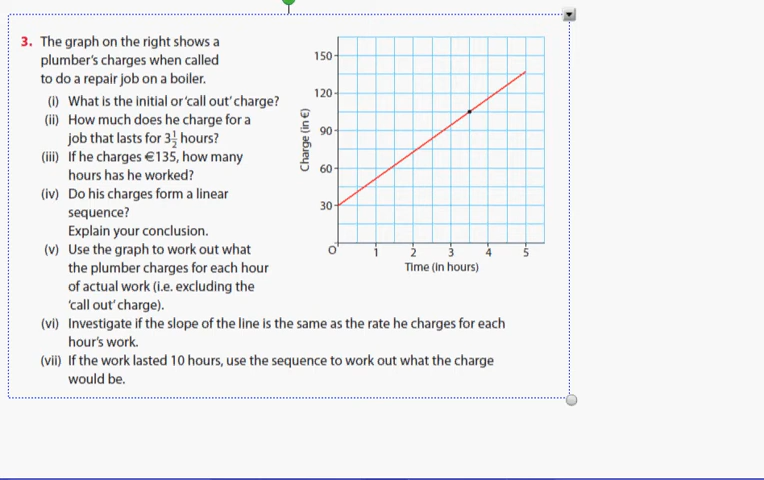 3. The graph on the right shows a
plumber's charges when called
to do a repair job on a boiler.
(i) What is the initial or 'call out' charge?
(ii) How much does he charge for a
job that lasts for 3½ hours?
(iii) If he charges €135, how many
hours has he worked?
(iv) Do his charges form a linear
sequence?
Explain your conclusion.
(v) Use the graph to work out what
the plumber charges for each hour
of actual work (i.e. excluding the
'call out' charge).
(vi) Investigate if the slope of the line is the same as the rate he charges for each
hour's work.
(vii) If the work lasted 10 hours, use the sequence to work out what the charge
would be.
Charge (in €)
150
120
90
60
30
O 1 2 3 4 5
Time (in hours)